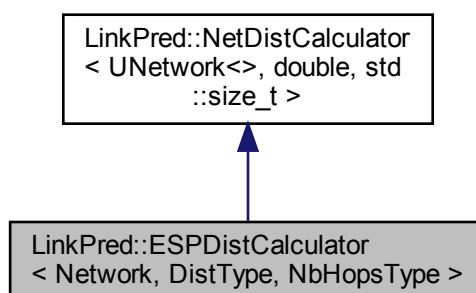 LinkPred::NetDistCalculator
< UNetwork<>, double, std
::size_t >
LinkPred::ESPDistCalculator
< Network, DistType, NbHopsType >